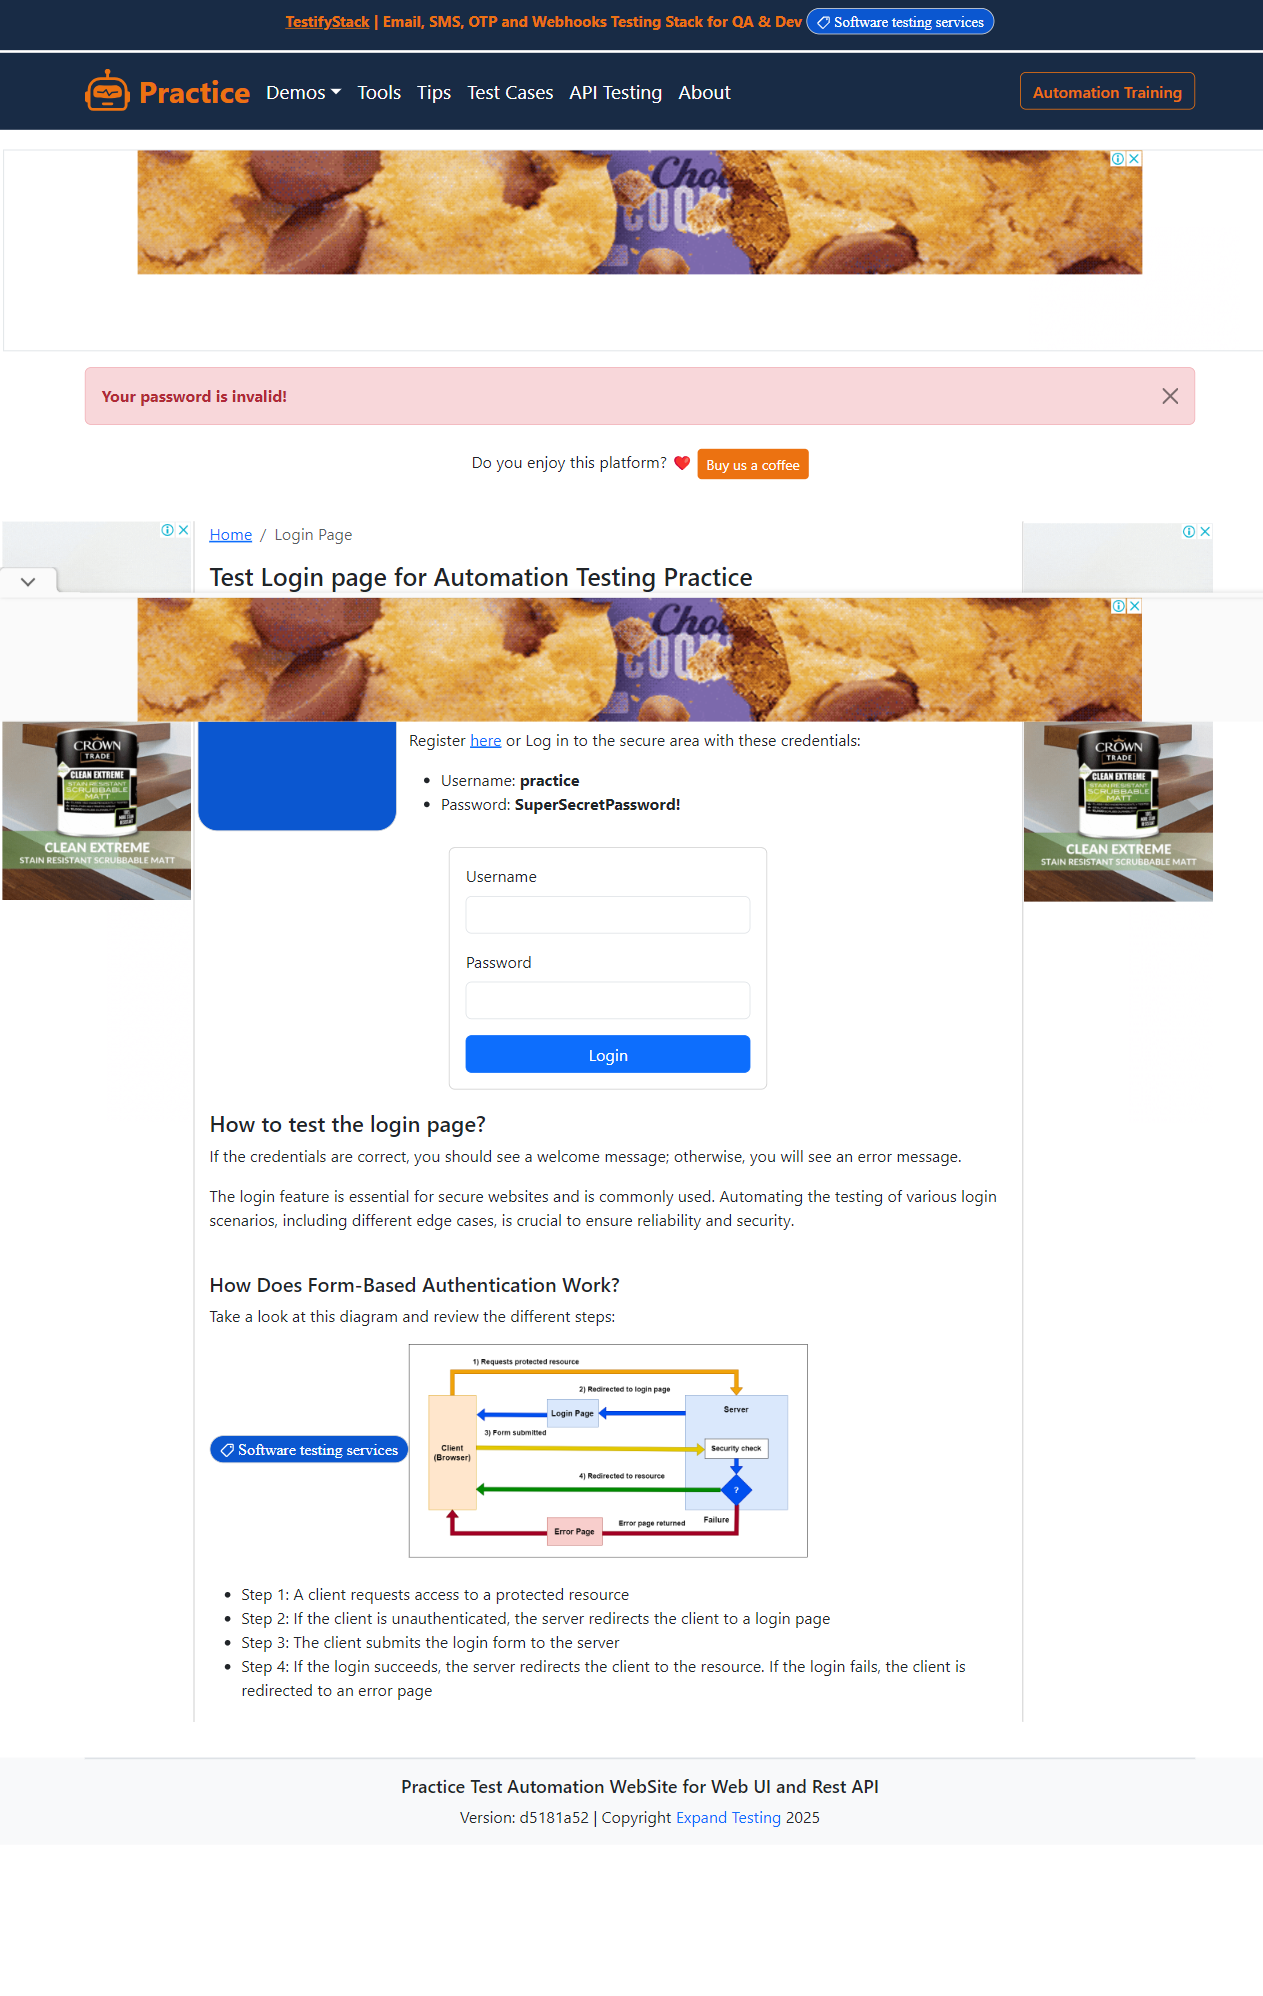 TestifyStack | Email, SMS, OTP and Webhooks Testing Stack for QA & Dev Software testing services
Practice Demos Tools Tips Test Cases API Testing About Automation Training
Your password is invalid!
Do you enjoy this platform? ❤️ Buy us a coffee
Home / Login Page
Test Login page for Automation Testing Practice
CROWN
TRADE
CLEAN EXTREME
STAIN RESISTANT
SCRUBBABLE
MATT
CLEAN EXTREME
STAIN RESISTANT SCRUBBABLE MATT
Register here or Log in to the secure area with these credentials:
• Username: practice
• Password: SuperSecretPassword!
CROWN
TRADE
CLEAN EXTREME
STAIN RESISTANT
SCRUBBABLE
MATT
CLEAN EXTREME
STAIN RESISTANT SCRUBBABLE MATT
Username
Password
Login
How to test the login page?
If the credentials are correct, you should see a welcome message; otherwise, you will see an error message.
The login feature is essential for secure websites and is commonly used. Automating the testing of various login
scenarios, including different edge cases, is crucial to ensure reliability and security.
How Does Form-Based Authentication Work?
Take a look at this diagram and review the different steps:
Software testing services
1) Requests protected resource
2) Redirected to login page
Server
Login Page
3) Form submitted
Client
(Browser)
Security check
4) Redirected to resource
?
Failure
Error page returned
Error Page
• Step 1: A client requests access to a protected resource
• Step 2: If the client is unauthenticated, the server redirects the client to a login page
• Step 3: The client submits the login form to the server
• Step 4: If the login succeeds, the server redirects the client to the resource. If the login fails, the client is
redirected to an error page
Practice Test Automation WebSite for Web UI and Rest API
Version: d5181a52 | Copyright Expand Testing 2025